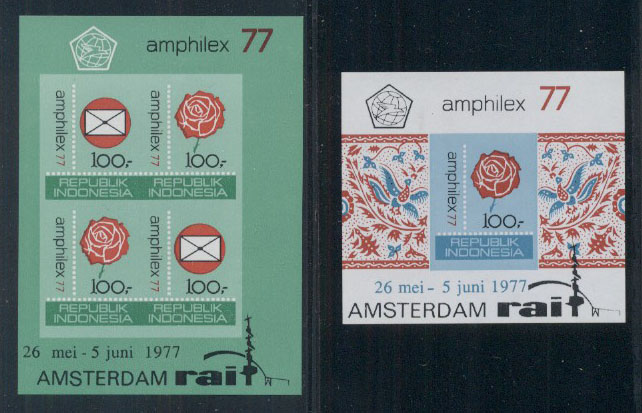 amphilex 77
amphilex 77
100,-
amphilex 77
100,-
REPUBLIK INDONESIA
REPUBLIK INDONESIA
amphilex 77
100,-
amphilex 77
100,-
REPUBLIK INDONESIA
REPUBLIK INDONESIA
26 mei - 5 juni 1977
AMSTERDAM rai
amphilex 77
amphilex 77
100,-
REPUBLIK
INDONESIA
26 mei - 5 juni 1977
AMSTERDAM rai